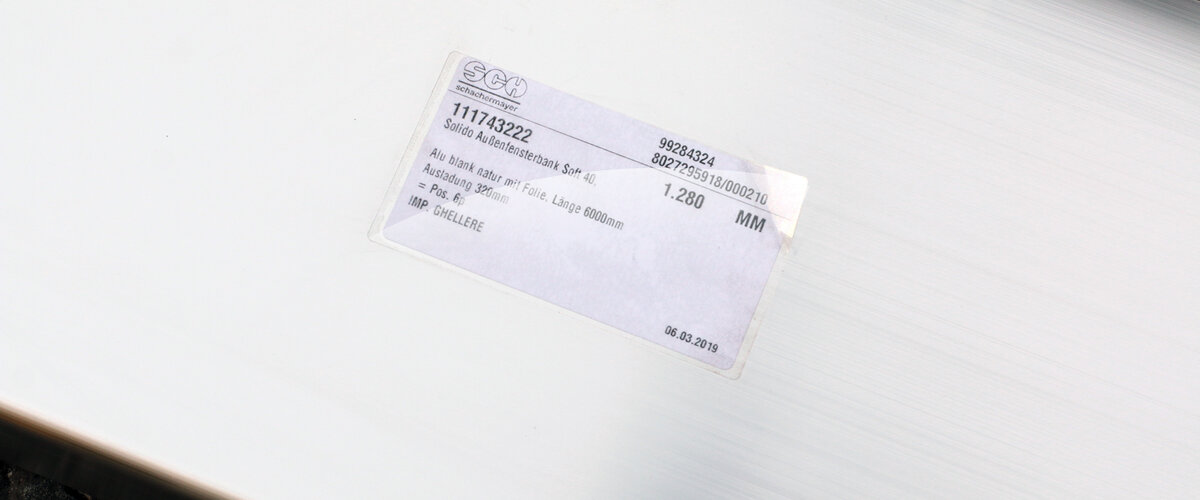 SCH
schachermayer
111743222
99284324
Solido Außenfensterbank Soft 40,
8027295918/000210
Alu blank natur mit Folie, Länge 6000mm
1.280 MM
Ausladung 320mm
= Pos. 6p
IMP. GHELLERE
06.03.2019